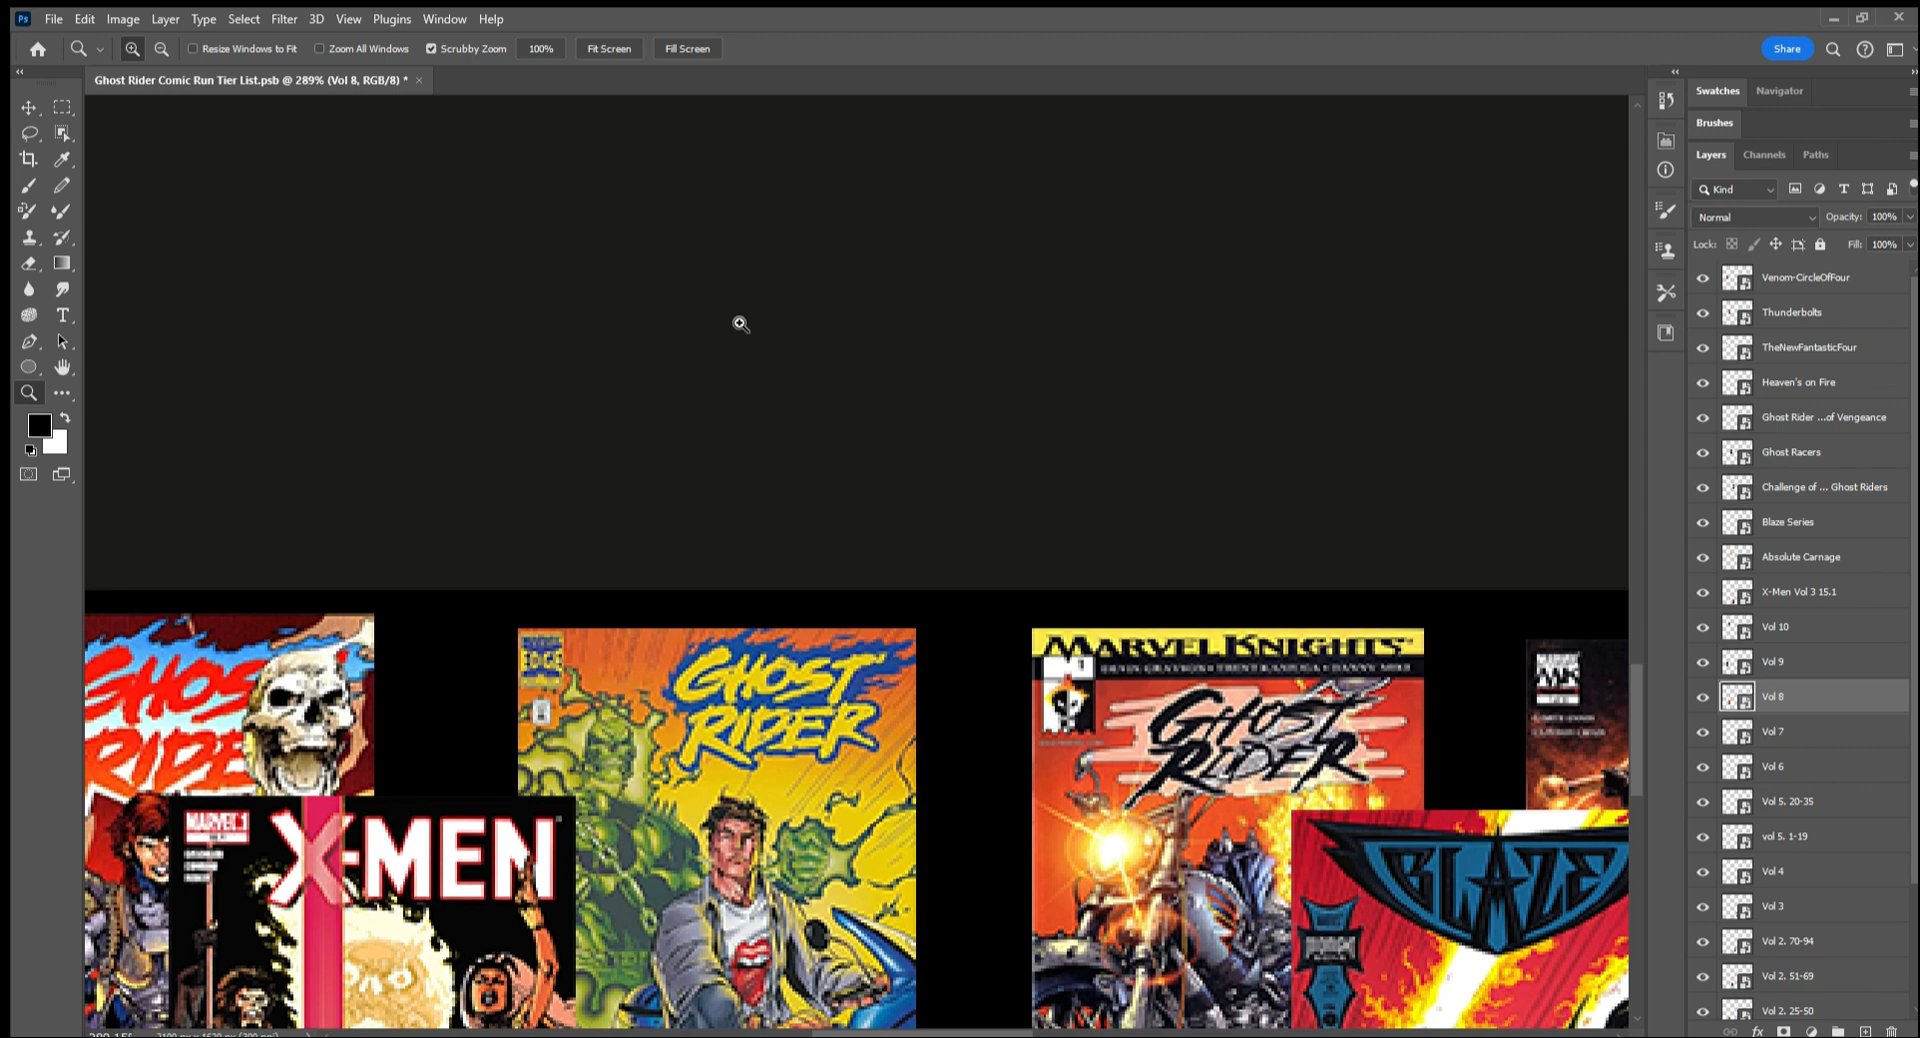 Ps File Edit Image Layer Type Select Filter 3D View Plugins Window Help
Resize Windows to Fit Zoom All Windows Scrubby Zoom 100% Fit Screen Fill Screen Share
Ghost Rider Comic Run Tier List.psb @ 289% (Vol 8, RGB/8) * ×
Swatches Navigator
Brushes
Layers Channels Paths
Kind
Normal Opacity: 100%
Lock: Fill: 100%
Venom-CircleOfFour
Thunderbolts
TheNewFantasticFour
Heaven's on Fire
Ghost Rider ...of Vengeance
Ghost Racers
Challenge of ... Ghost Riders
Blaze Series
Absolute Carnage
X-Men Vol 3 15.1
Vol 10
Vol 9
Vol 8
Vol 7
Vol 6
Vol 5. 20-35
vol 5. 1-19
Vol 4
Vol 3
Vol 2. 70-94
Vol 2. 51-69
Vol 2. 25-50
GHOST
RIDE
MARVEL
EDGE
GHOST
RIDER
MARVEL KNIGHTS
GHOST
RIDER
MARVEL
X-MEN
BLAZE